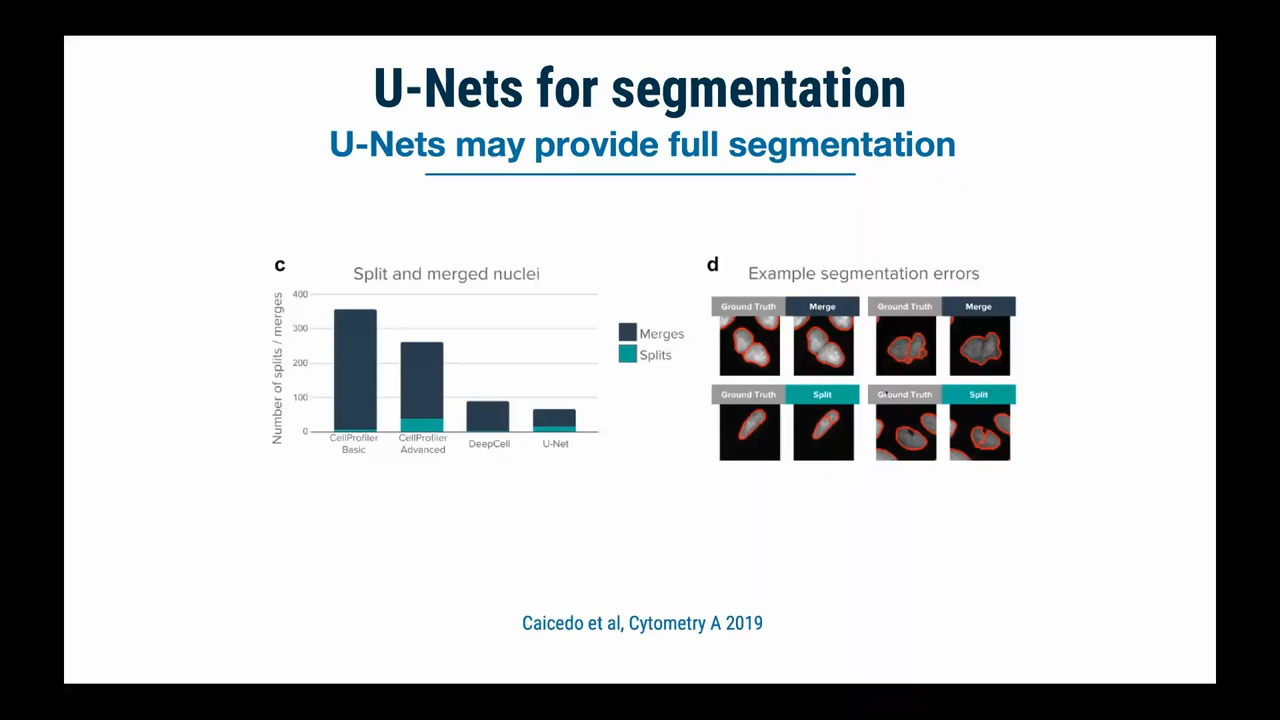 U-Nets for segmentation
U-Nets may provide full segmentation
c
Split and merged nuclei
Number of splits / merges
400
300
200
100
0
CellProfiler
Basic
CellProfiler
Advanced
DeepCell
U-Net
Merges
Splits
d
Example segmentation errors
Ground Truth
Merge
Ground Truth
Merge
Ground Truth
Split
Ground Truth
Split
Caicedo et al, Cytometry A 2019